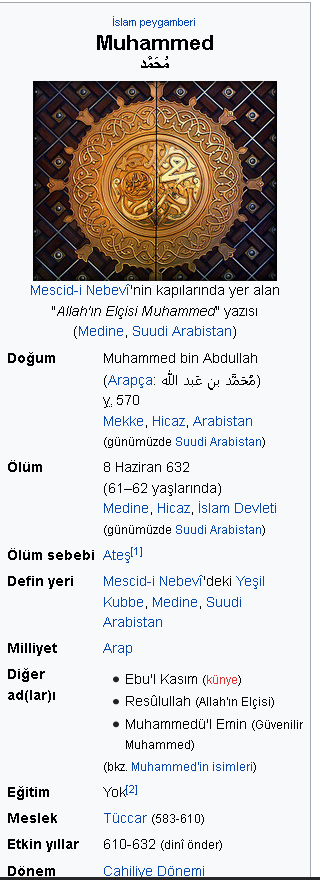 İslam peygamberi
Muhammed
مُحَمَّد
Mescid-i Nebevî'nin kapılarında yer alan
"Allah'ın Elçisi Muhammed" yazısı
(Medine, Suudi Arabistan)
Doğum Muhammed bin Abdullah
(Arapça: مُحَمَّد بنِ عَبد الله)
y. 570
Mekke, Hicaz, Arabistan
(günümüzde Suudi Arabistan)
Ölüm 8 Haziran 632
(61–62 yaşlarında)
Medine, Hicaz, İslam Devleti
(günümüzde Suudi Arabistan)
Ölüm sebebi Ateş[1]
Defin yeri Mescid-i Nebevî'deki Yeşil
Kubbe, Medine, Suudi
Arabistan
Milliyet Arap
Diğer
ad(lar)ı
• Ebu'l Kasım (künye)
• Resûlullah (Allah'ın Elçisi)
• Muhammedü'l Emin (Güvenilir
Muhammed)
(bkz. Muhammed'in isimleri)
Eğitim Yok[2]
Meslek Tüccar (583-610)
Etkin yıllar 610-632 (dinî önder)
Dönem Cahiliye Dönemi